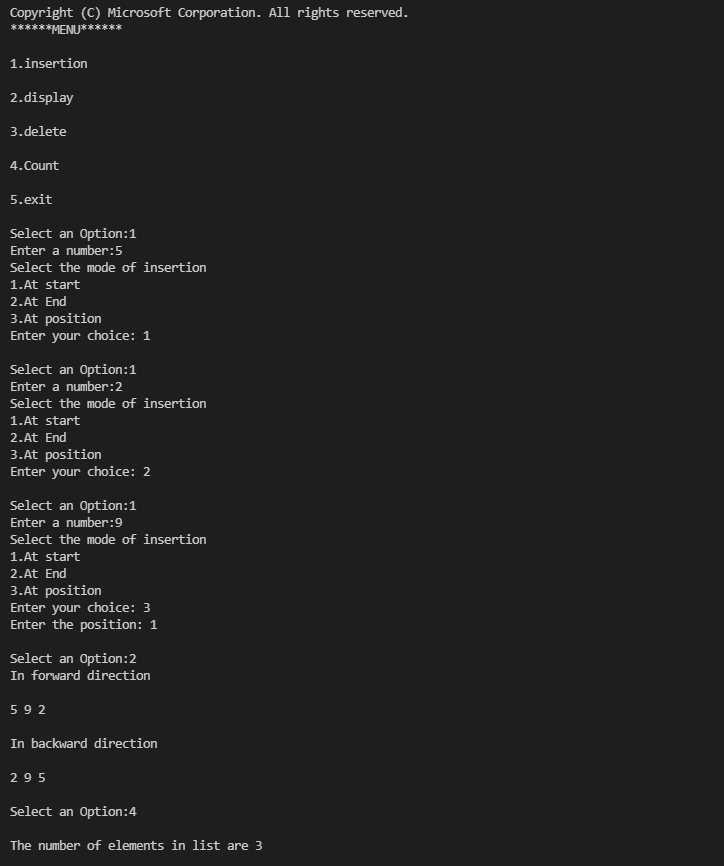 Copyright (C) Microsoft Corporation. All rights reserved.
******MENU******
1.insertion
2.display
3.delete
4.Count
5.exit
Select an Option:1
Enter a number:5
Select the mode of insertion
1.At start
2.At End
3.At position
Enter your choice: 1
Select an Option:1
Enter a number:2
Select the mode of insertion
1.At start
2.At End
3.At position
Enter your choice: 2
Select an Option:1
Enter a number:9
Select the mode of insertion
1.At start
2.At End
3.At position
Enter your choice: 3
Enter the position: 1
Select an Option:2
In forward direction
5 9 2
In backward direction
2 9 5
Select an Option:4
The number of elements in list are 3